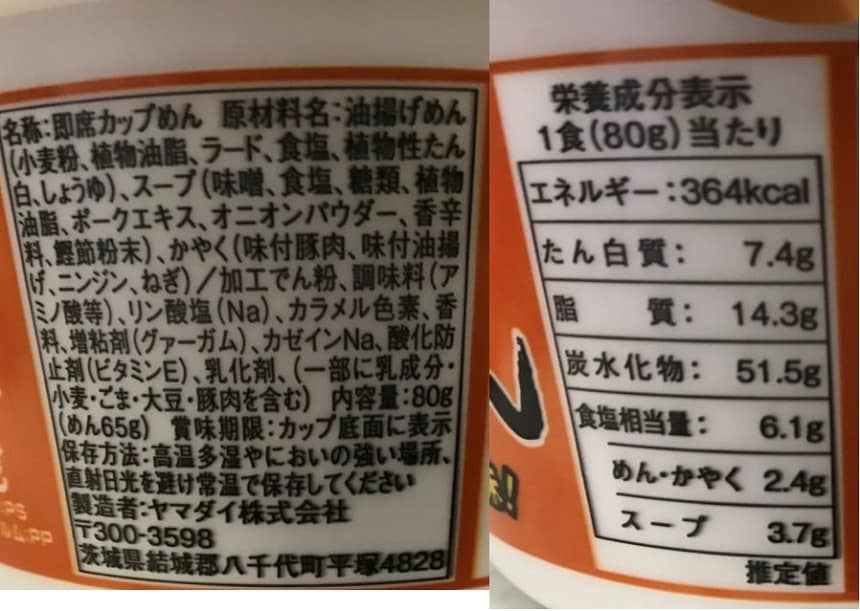 名称:即席カップめん 原材料名:油揚げめん
(小麦粉、植物油脂、ラード、食塩、植物性たん
白、しょうゆ)、スープ(味噌、食塩、糖類、植物
油脂、ポークエキス、オニオンパウダー、香辛
料、鰹節粉末)、かやく(味付豚肉、味付油揚
げ、ニンジン、ねぎ)/加工でん粉、調味料(ア
ミノ酸等)、リン酸塩(Na)、カラメル色素、香
料、増粘剤(グァーガム)、カゼインNa、酸化防
止剤(ビタミンE)、乳化剤、(一部に乳成分・
小麦・ごま・大豆・豚肉を含む) 内容量:80g
(めん65g) 賞味期限:カップ底面に表示
保存方法:高温多湿やにおいの強い場所、
直射日光を避け常温で保存してください
製造者:ヤマダイ株式会社
〒300-3598
茨城県結城郡八千代町平塚4828
PS
ルム:PP
栄養成分表示
1食(80g)当たり
エネルギー:364kcal
たん白質: 7.4g
脂質: 14.3g
炭水化物: 51.5g
食塩相当量: 6.1g
めん・かやく 2.4g
スープ 3.7g
推定値